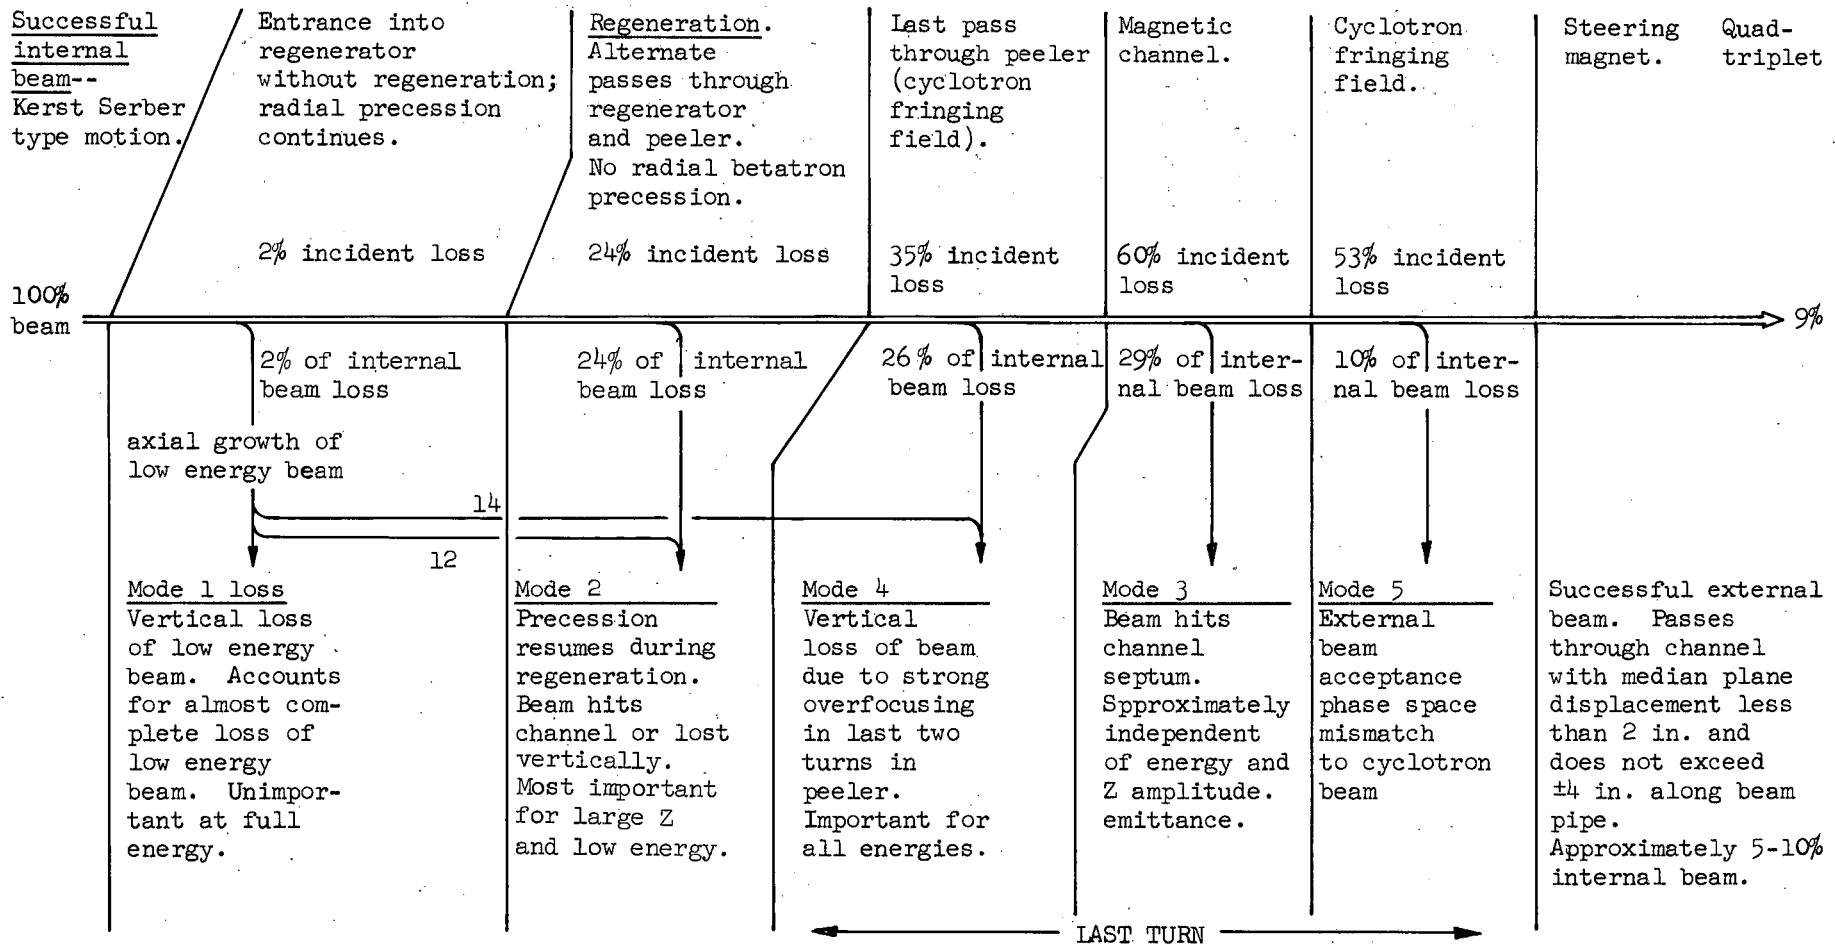 Successful
internal
beam--
Kerst Serber
type motion.
Entrance into
regenerator
without regeneration;
radial precession
continues.
2% incident loss
Regeneration.
Alternate
passes through
regenerator
and peeler.
No radial betatron
precession.
24% incident loss
Last pass
through peeler
(cyclotron
fringing
field).
35% incident
loss
Magnetic
channel.
60% incident
loss
Cyclotron
fringing
field.
53% incident
loss
Steering
magnet.
Quad-
triplet
100%
beam
9%
2% of internal
beam loss
24% of internal
beam loss
26% of internal
beam loss
29% of inter-
nal beam loss
10% of inter-
nal beam loss
axial growth of
low energy beam
14
12
Mode 1 loss
Vertical loss
of low energy
beam. Accounts
for almost com-
plete loss of
low energy
beam. Unimpor-
tant at full
energy.
Mode 2
Precession
resumes during
regeneration.
Beam hits
channel or lost
vertically.
Most important
for large Z
and low energy.
Mode 4
Vertical
loss of beam
due to strong
overfocusing
in last two
turns in
peeler.
Important for
all energies.
Mode 3
Beam hits
channel
septum.
Spproximately
independent
of energy and
Z amplitude.
emittance.
Mode 5
External
beam
acceptance
phase space
mismatch
to cyclotron
beam
Successful external
beam. Passes
through channel
with median plane
displacement less
than 2 in. and
does not exceed
±4 in. along beam
pipe.
Approximately 5-10%
internal beam.
LAST TURN